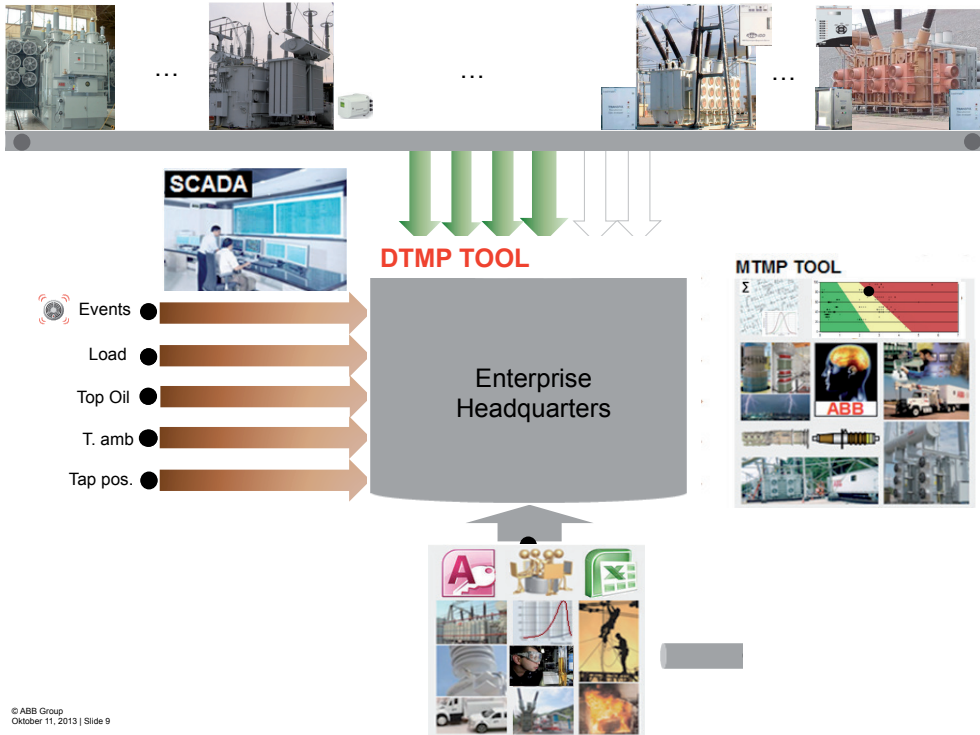 ...
...
...
SCADA
DTMP TOOL
MTMP TOOL
Σ
Events
Load
Top Oil
T. amb
Tap pos.
Enterprise
Headquarters
ABB
A
X
© ABB Group
Oktober 11, 2013 | Slide 9